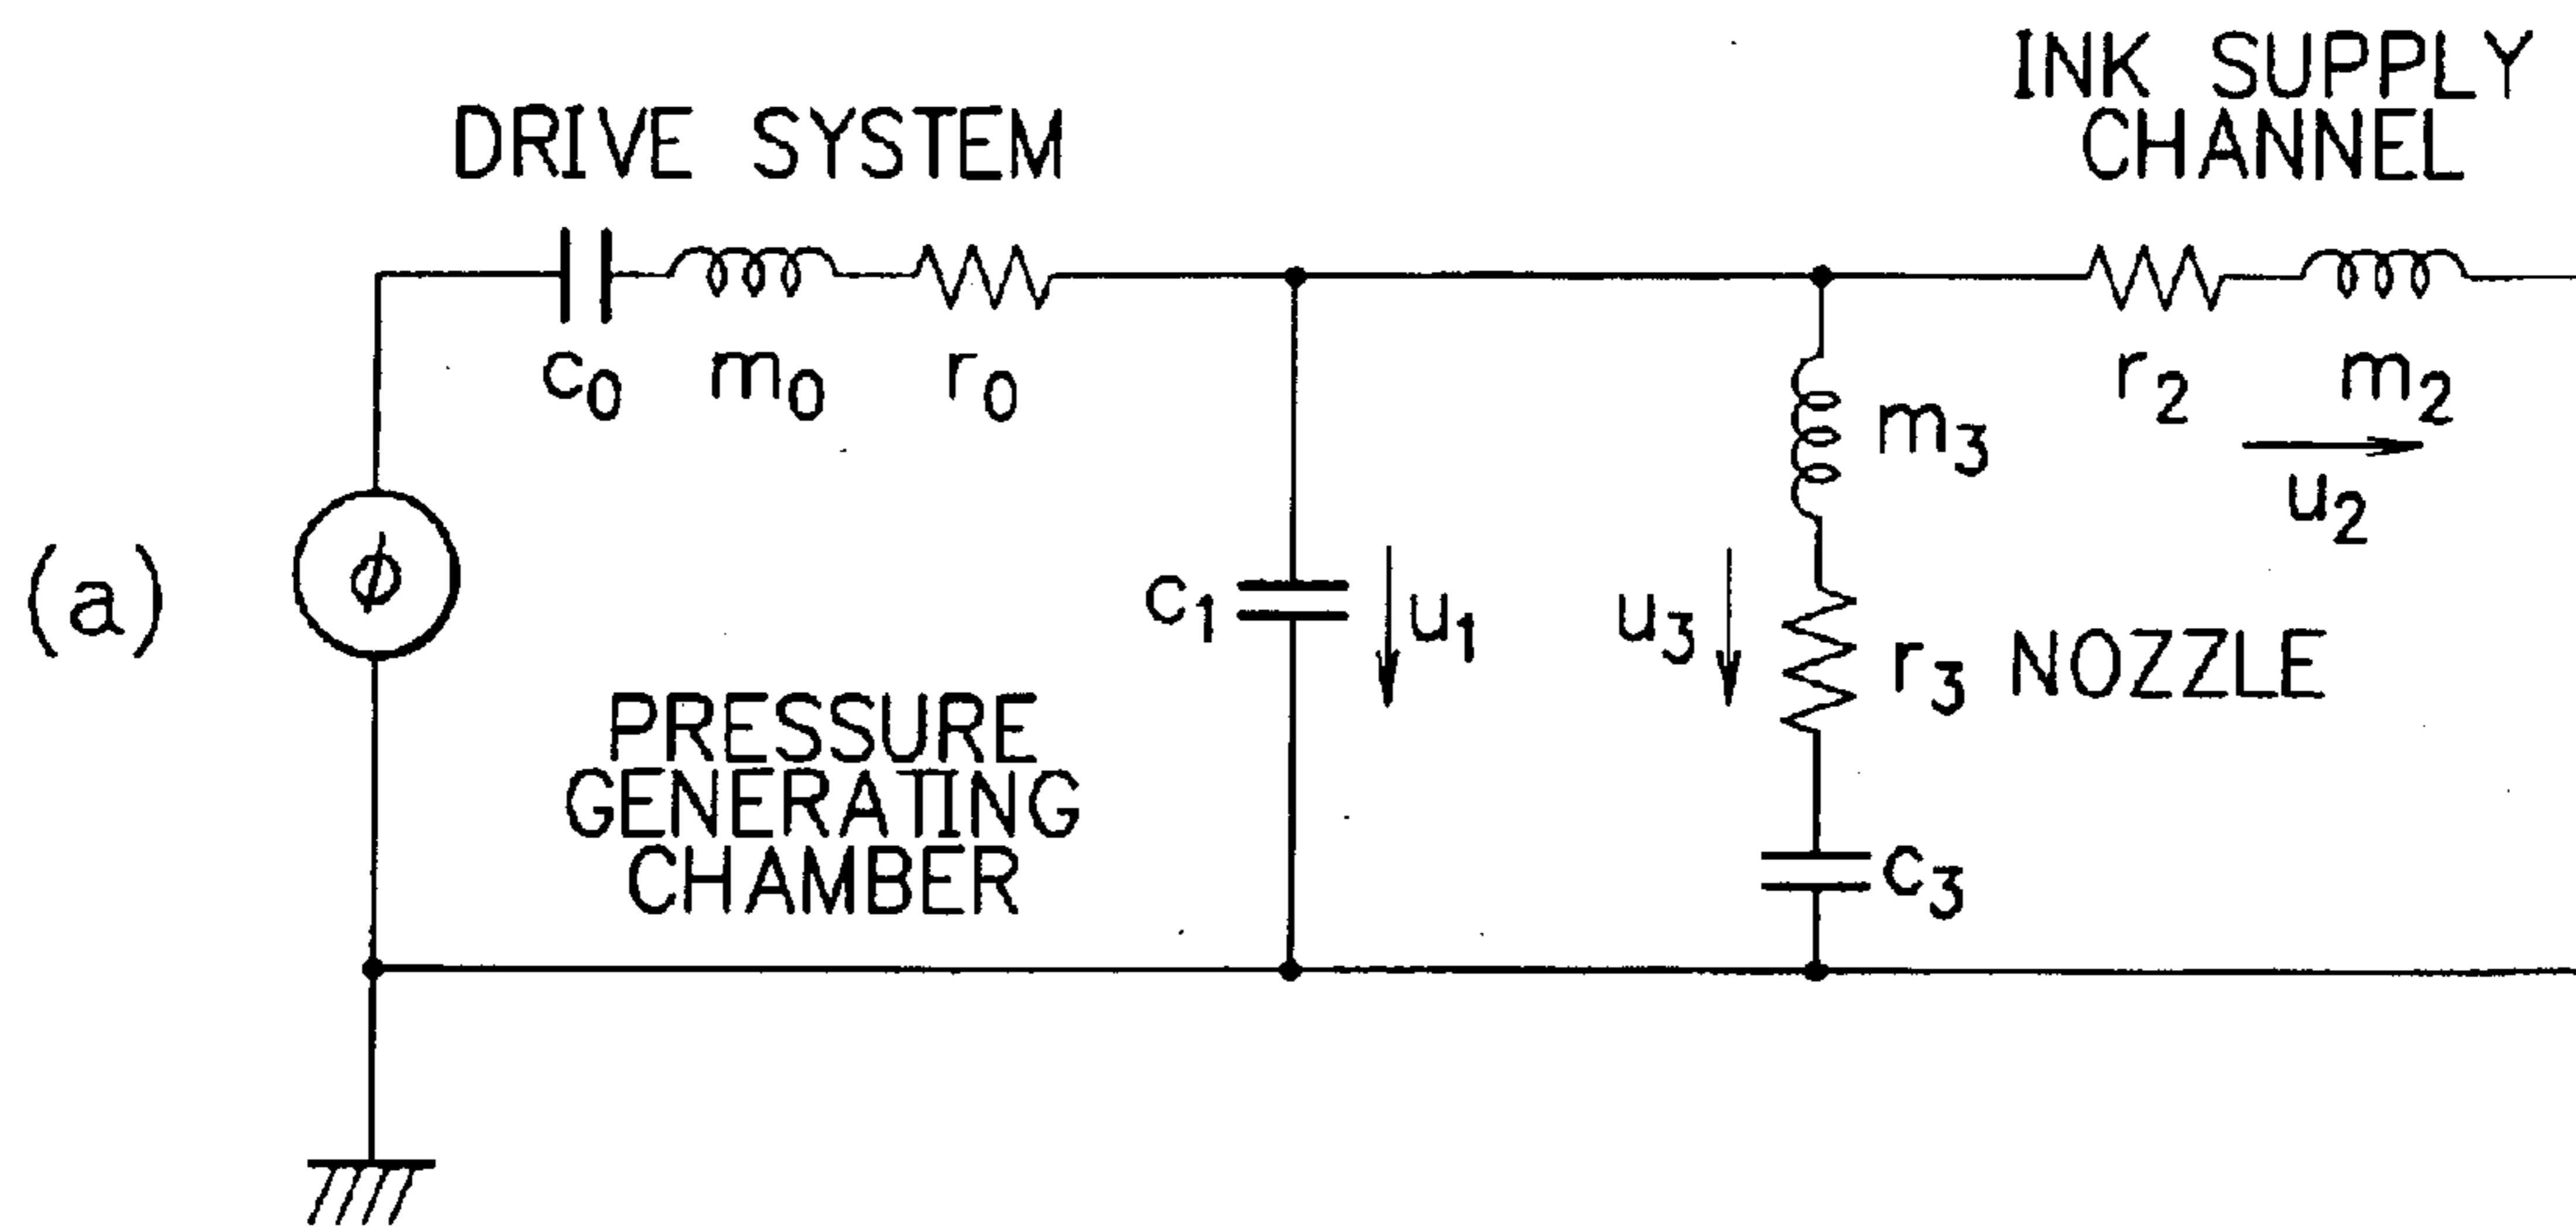 INK SUPPLY
CHANNEL
DRIVE SYSTEM
c0 m0 r0
r2 m2
u2
m3
(a)
ϕ
c1 u1
u3
r3 NOZZLE
PRESSURE
GENERATING
CHAMBER
c3